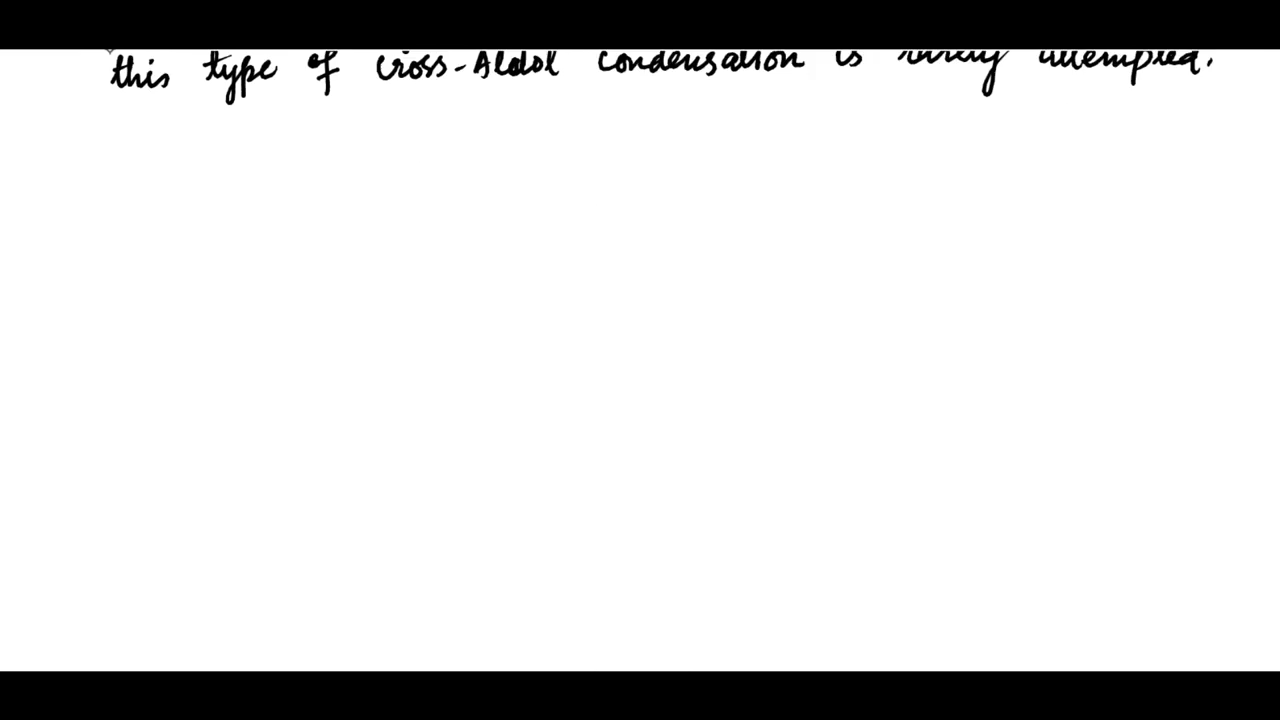 this type of cross-Aldol condensation is rarely attempted.